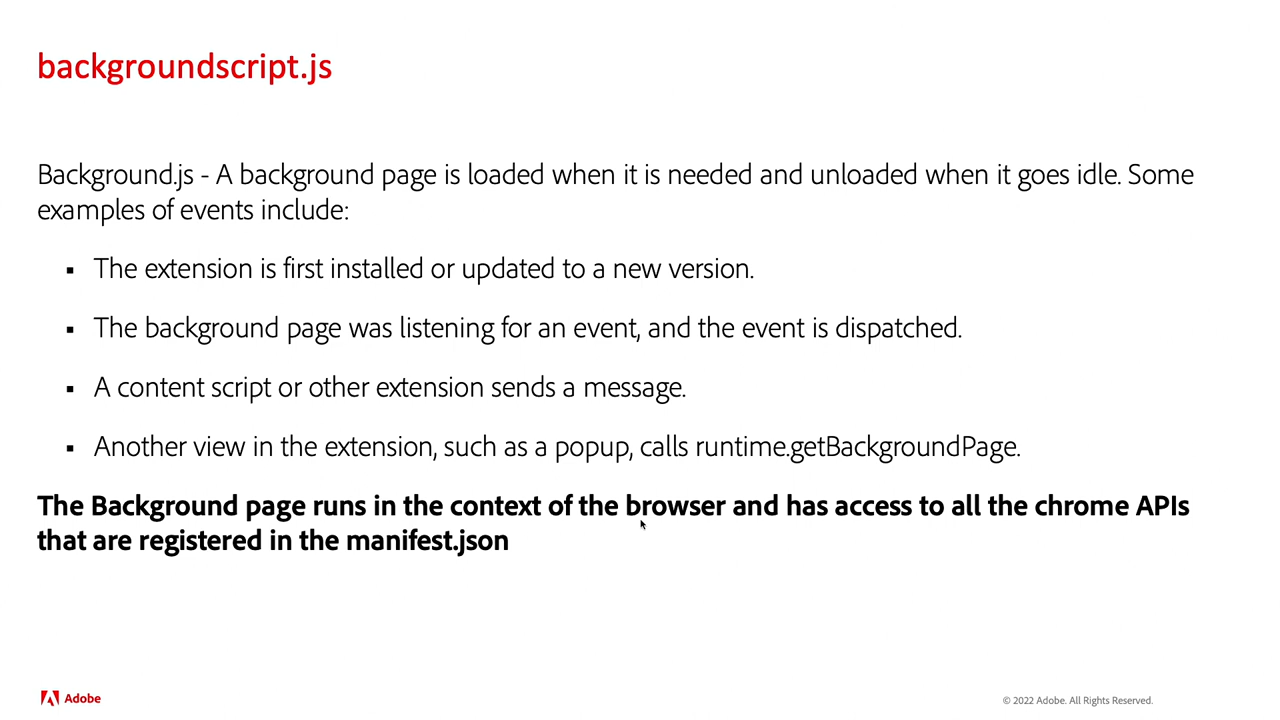 backgroundscript.js
Background.js - A background page is loaded when it is needed and unloaded when it goes idle. Some
examples of events include:
▪ The extension is first installed or updated to a new version.
▪ The background page was listening for an event, and the event is dispatched.
▪ A content script or other extension sends a message.
▪ Another view in the extension, such as a popup, calls runtime.getBackgroundPage.
The Background page runs in the context of the browser and has access to all the chrome APIs
that are registered in the manifest.json
Adobe
© 2022 Adobe. All Rights Reserved.